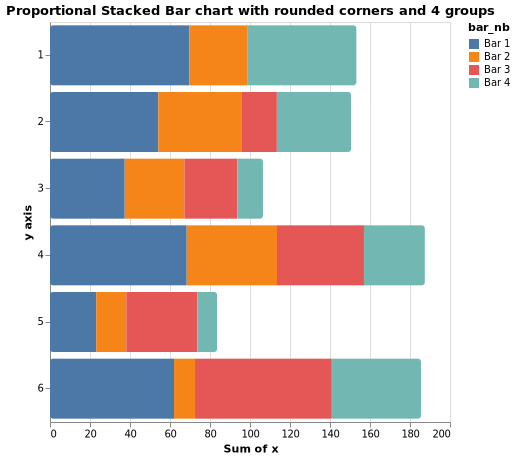 Proportional Stacked Bar chart with rounded corners and 4 groups
bar_nb
Bar 1
Bar 2
Bar 3
Bar 4
y axis
1
2
3
4
5
6
0 20 40 60 80 100 120 140 160 180 200
Sum of x